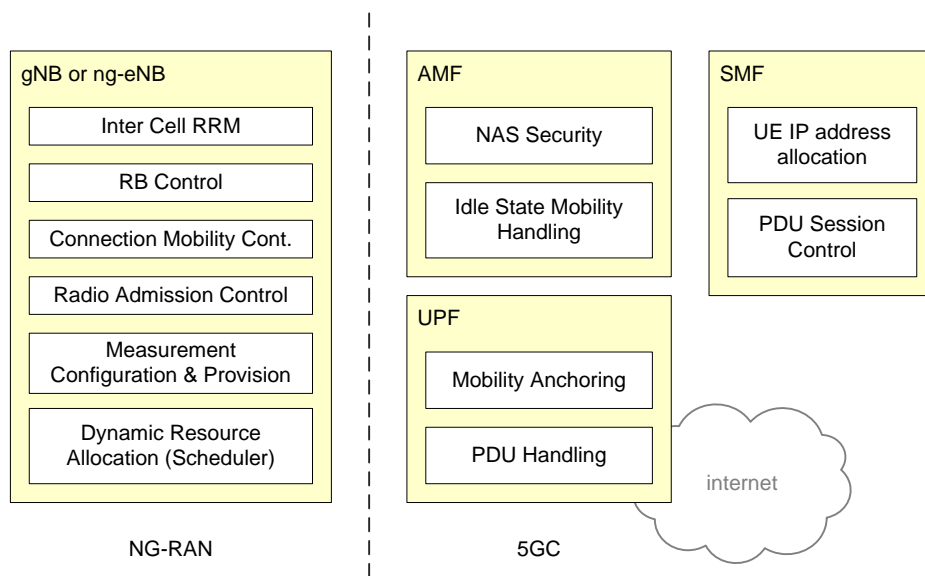 gNB or ng-eNB
Inter Cell RRM
RB Control
Connection Mobility Cont.
Radio Admission Control
Measurement
Configuration & Provision
Dynamic Resource
Allocation (Scheduler)
NG-RAN
AMF
NAS Security
Idle State Mobility
Handling
SMF
UE IP address
allocation
PDU Session
Control
UPF
Mobility Anchoring
PDU Handling
internet
5GC